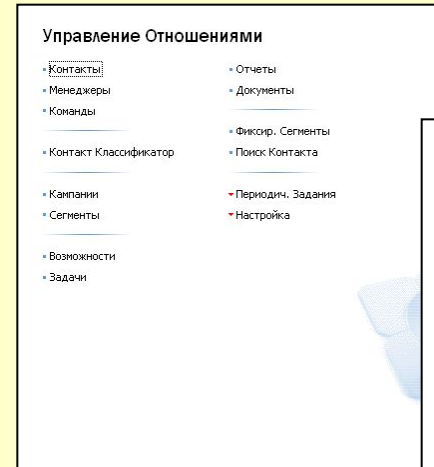 Управление Отношениями
Контакты
Менеджеры
Команды
Контакт Классификатор
Кампании
Сегменты
Возможности
Задачи
Отчеты
Документы
Фиксир. Сегменты
Поиск Контакта
Периодич. Задания
Настройка